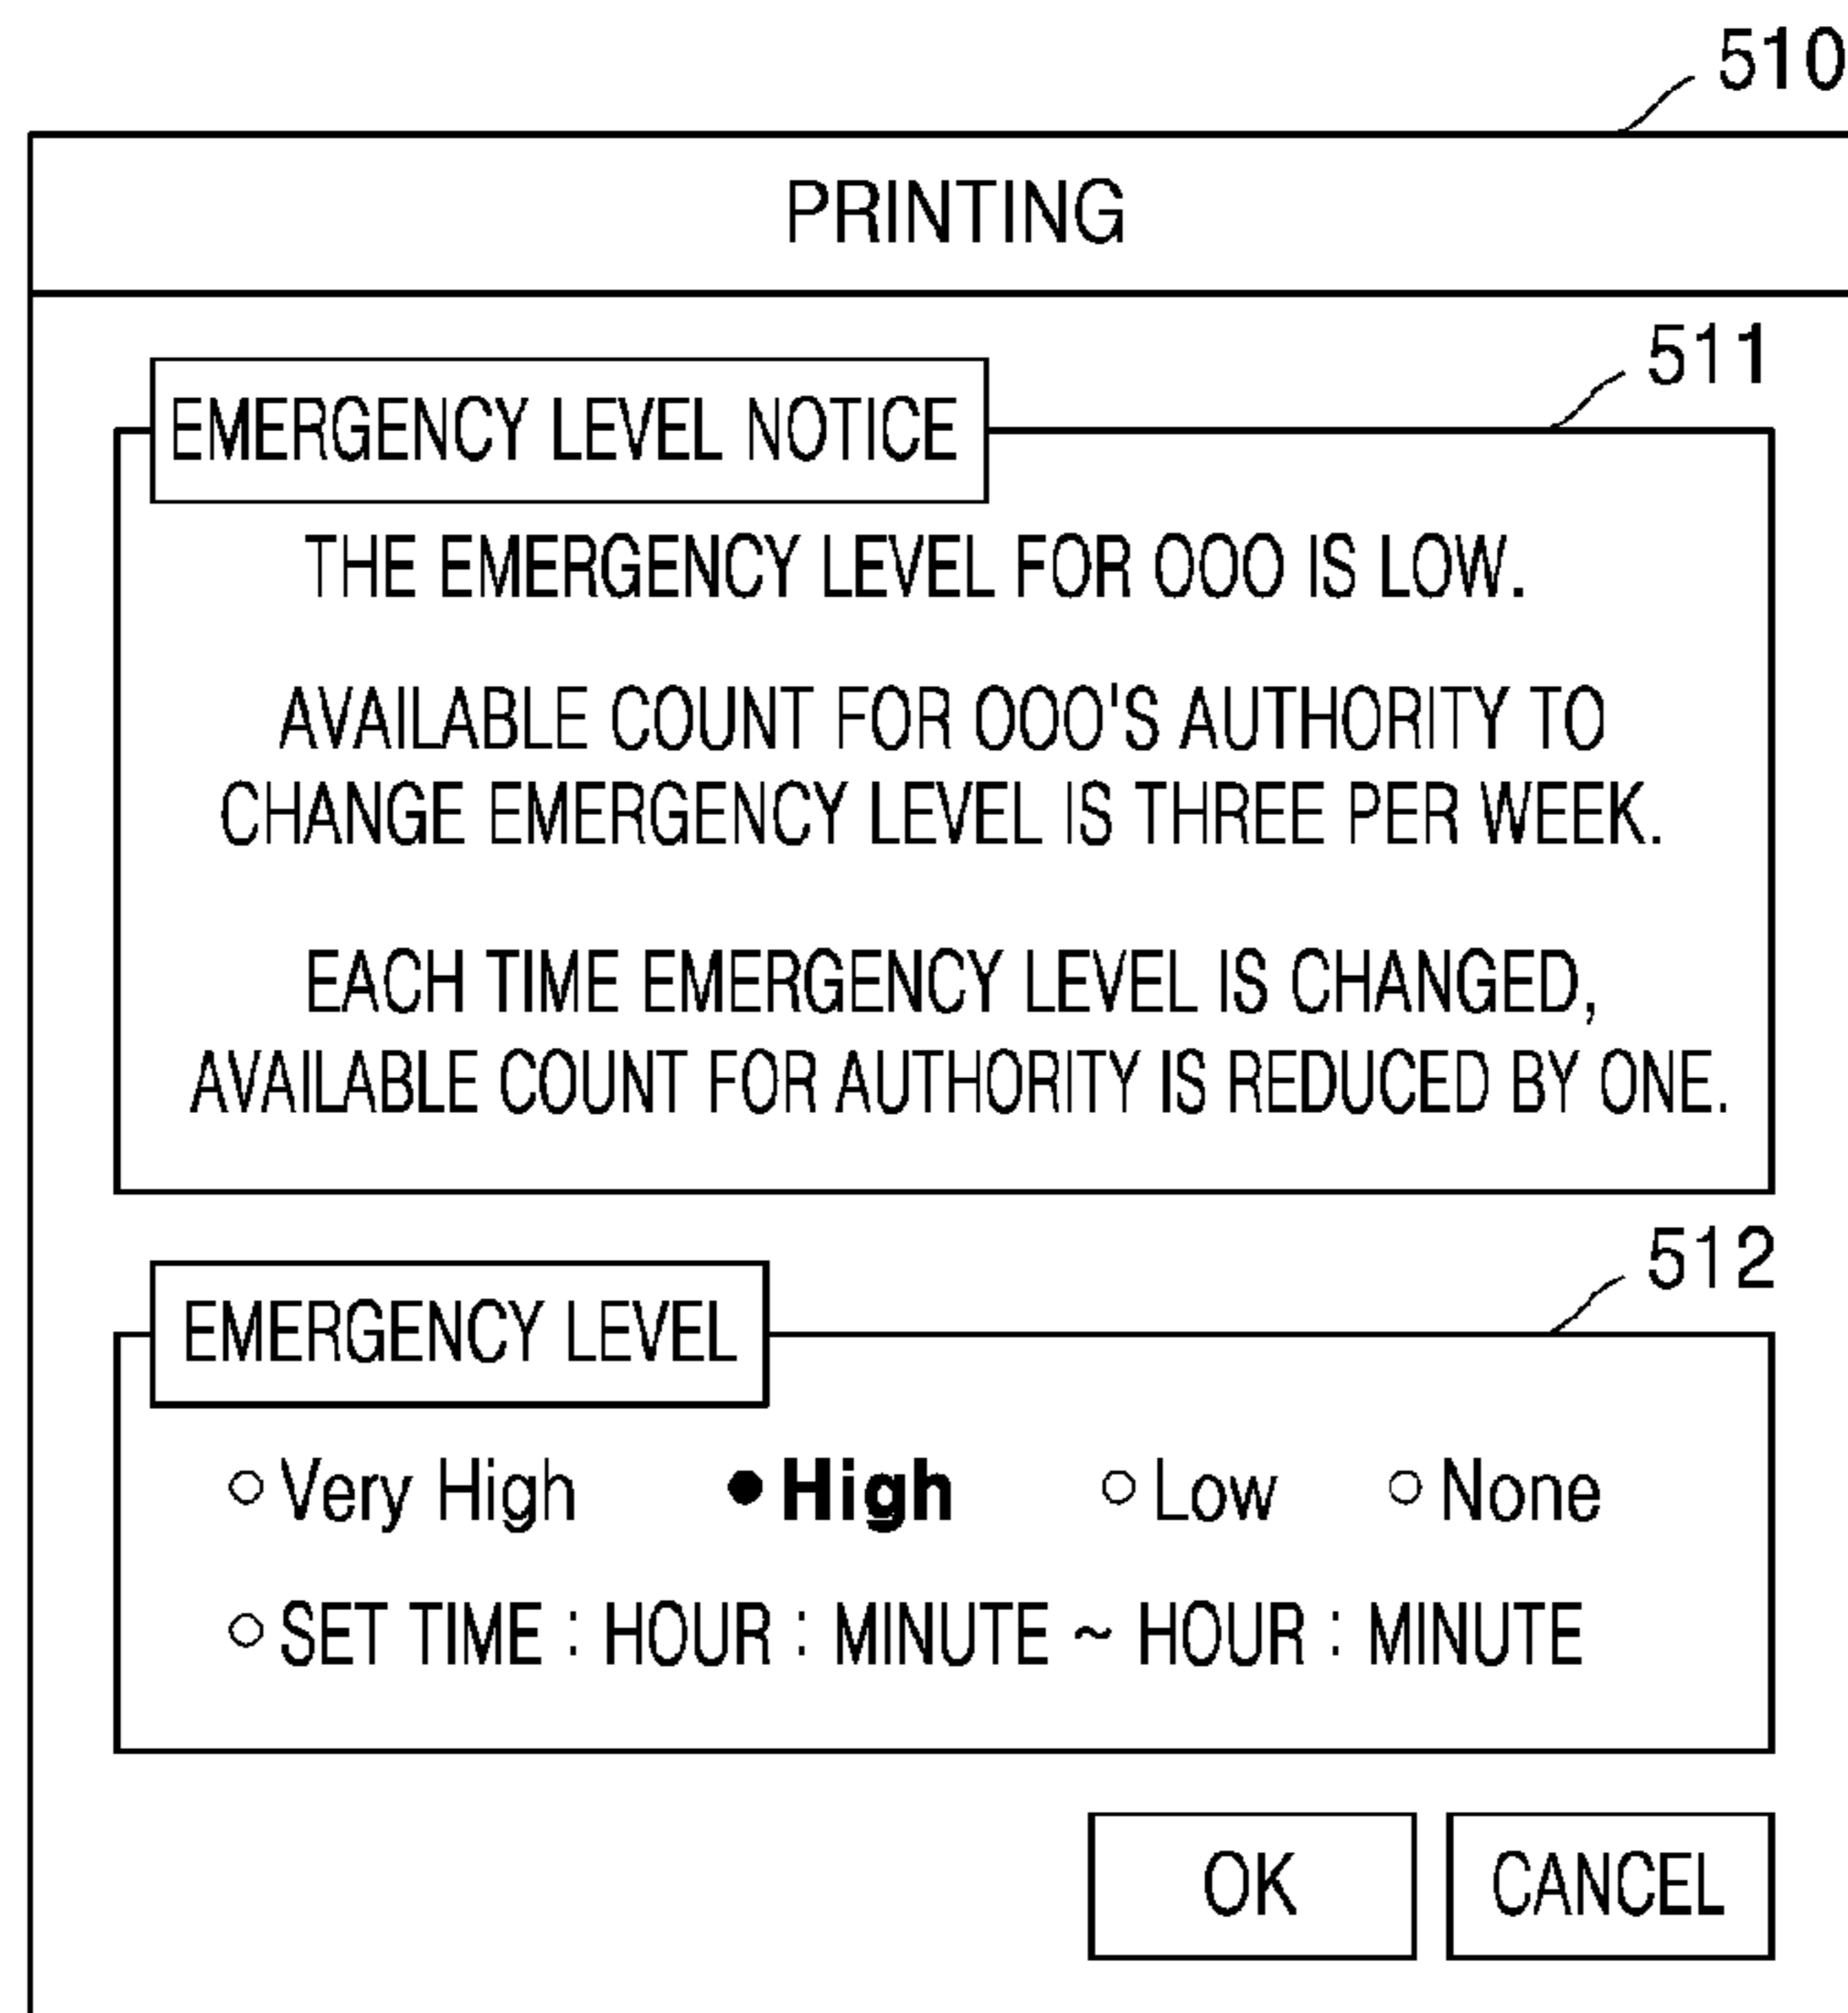 510
PRINTING
511
EMERGENCY LEVEL NOTICE
THE EMERGENCY LEVEL FOR OOO IS LOW.
AVAILABLE COUNT FOR OOO'S AUTHORITY TO
CHANGE EMERGENCY LEVEL IS THREE PER WEEK.
EACH TIME EMERGENCY LEVEL IS CHANGED,
AVAILABLE COUNT FOR AUTHORITY IS REDUCED BY ONE.
512
EMERGENCY LEVEL
○ Very High ● High ○ Low ○ None
○ SET TIME : HOUR : MINUTE ~ HOUR : MINUTE
OK CANCEL